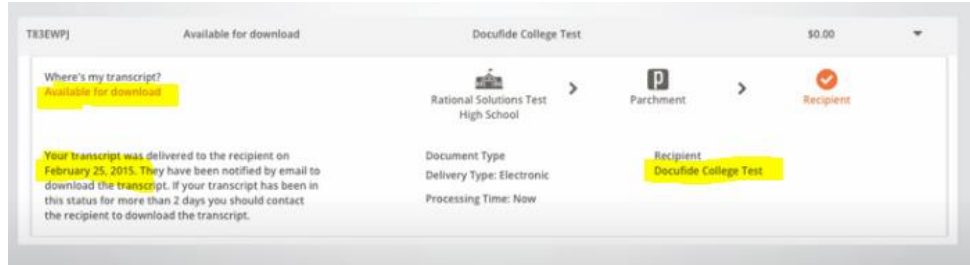 T83EWPJ Available for download Docufide College Test $0.00
Where's my transcript?
Available for download
Rational Solutions Test
High School
Parchment
Recipient
Your transcript was delivered to the recipient on
February 25, 2015. They have been notified by email to
download the transcript. If your transcript has been in
this status for more than 2 days you should contact
the recipient to download the transcript.
Document Type
Delivery Type: Electronic
Processing Time: Now
Recipient
Docufide College Test